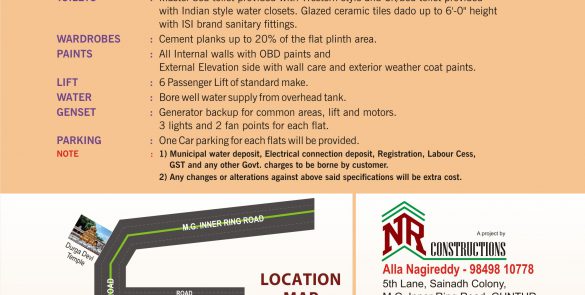 with Indian style water closets. Glazed ceramic tiles dado up to 6'-0" height
with ISI brand sanitary fittings.
WARDROBES : Cement planks up to 20% of the flat plinth area.
PAINTS : All Internal walls with OBD paints and
External Elevation side with wall care and exterior weather coat paints.
LIFT : 6 Passenger Lift of standard make.
WATER : Bore well water supply from overhead tank.
GENSET : Generator backup for common areas, lift and motors.
3 lights and 2 fan points for each flat.
PARKING : One Car parking for each flats will be provided.
NOTE : 1) Municipal water deposit, Electrical connection deposit, Registration, Labour Cess,
GST and any other Govt. charges to be borne by customer.
2) Any changes or alterations against above said specifications will be extra cost.
M.G. INNER RING ROAD
Durga Devi
Temple
ROAD
ROAD
LOCATION
MAP
A project by
NR CONSTRUCTIONS
Alla Nagireddy - 98498 10778
5th Lane, Sainadh Colony,
M.G. Inner Ring Road, GUNTUR